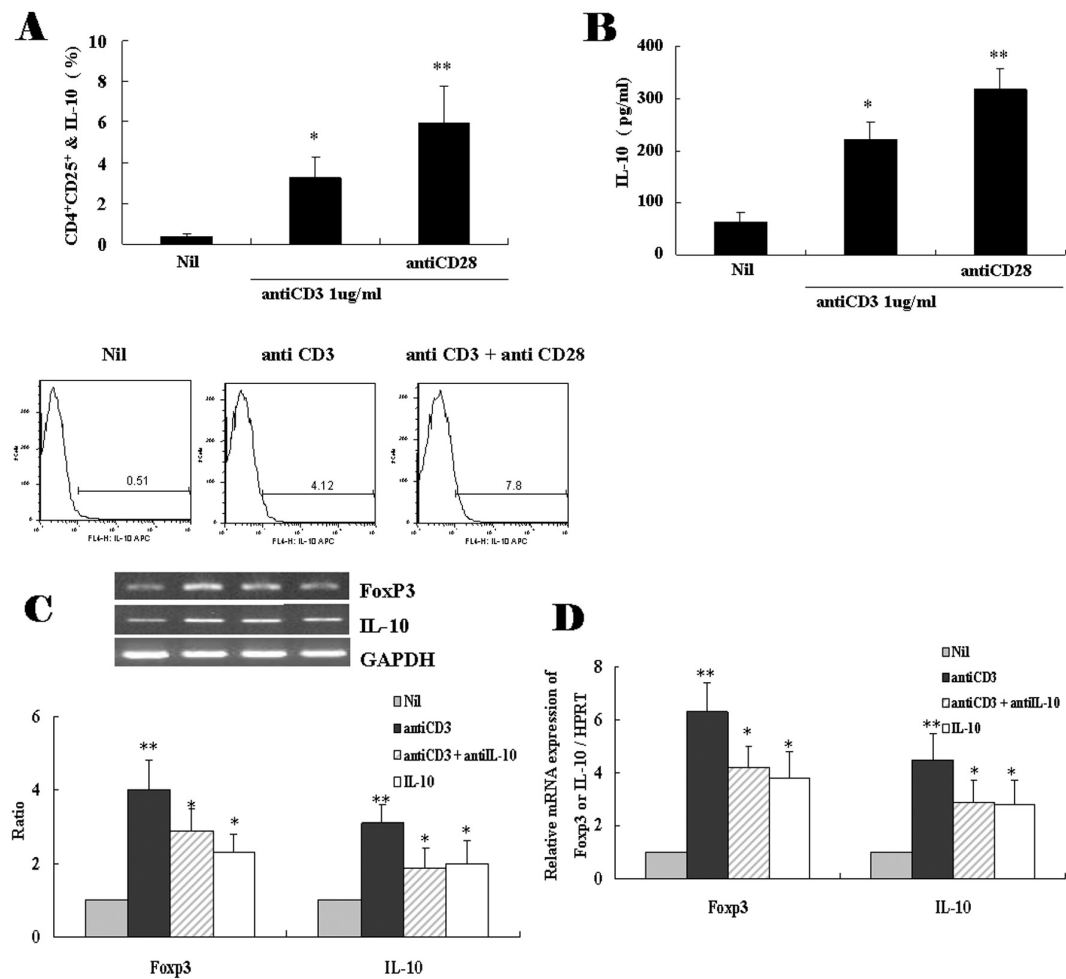 A
CD4+CD25+ & IL-10 ( %)
10
8
6
4
2
0
*
**
Nil
antiCD28
antiCD3 1ug/ml
B
IL-10 ( pg/ml)
400
300
200
100
0
*
**
Nil
antiCD28
antiCD3 1ug/ml
Nil
anti CD3
anti CD3 + anti CD28
0.51
4.12
7.8
FL4-H: IL-10 APC
FL4-H: IL-10 APC
FL4-H: IL-10 APC
C
FoxP3
IL-10
GAPDH
Nil
antiCD3
antiCD3 + antiIL-10
IL-10
Ratio
6
4
2
0
**
*
*
**
*
*
Foxp3
IL-10
D
Nil
antiCD3
antiCD3 + antiIL-10
IL-10
Relative mRNA expression of
Foxp3 or IL-10 / HPRT
8
6
4
2
0
**
*
*
**
*
*
Foxp3
IL-10